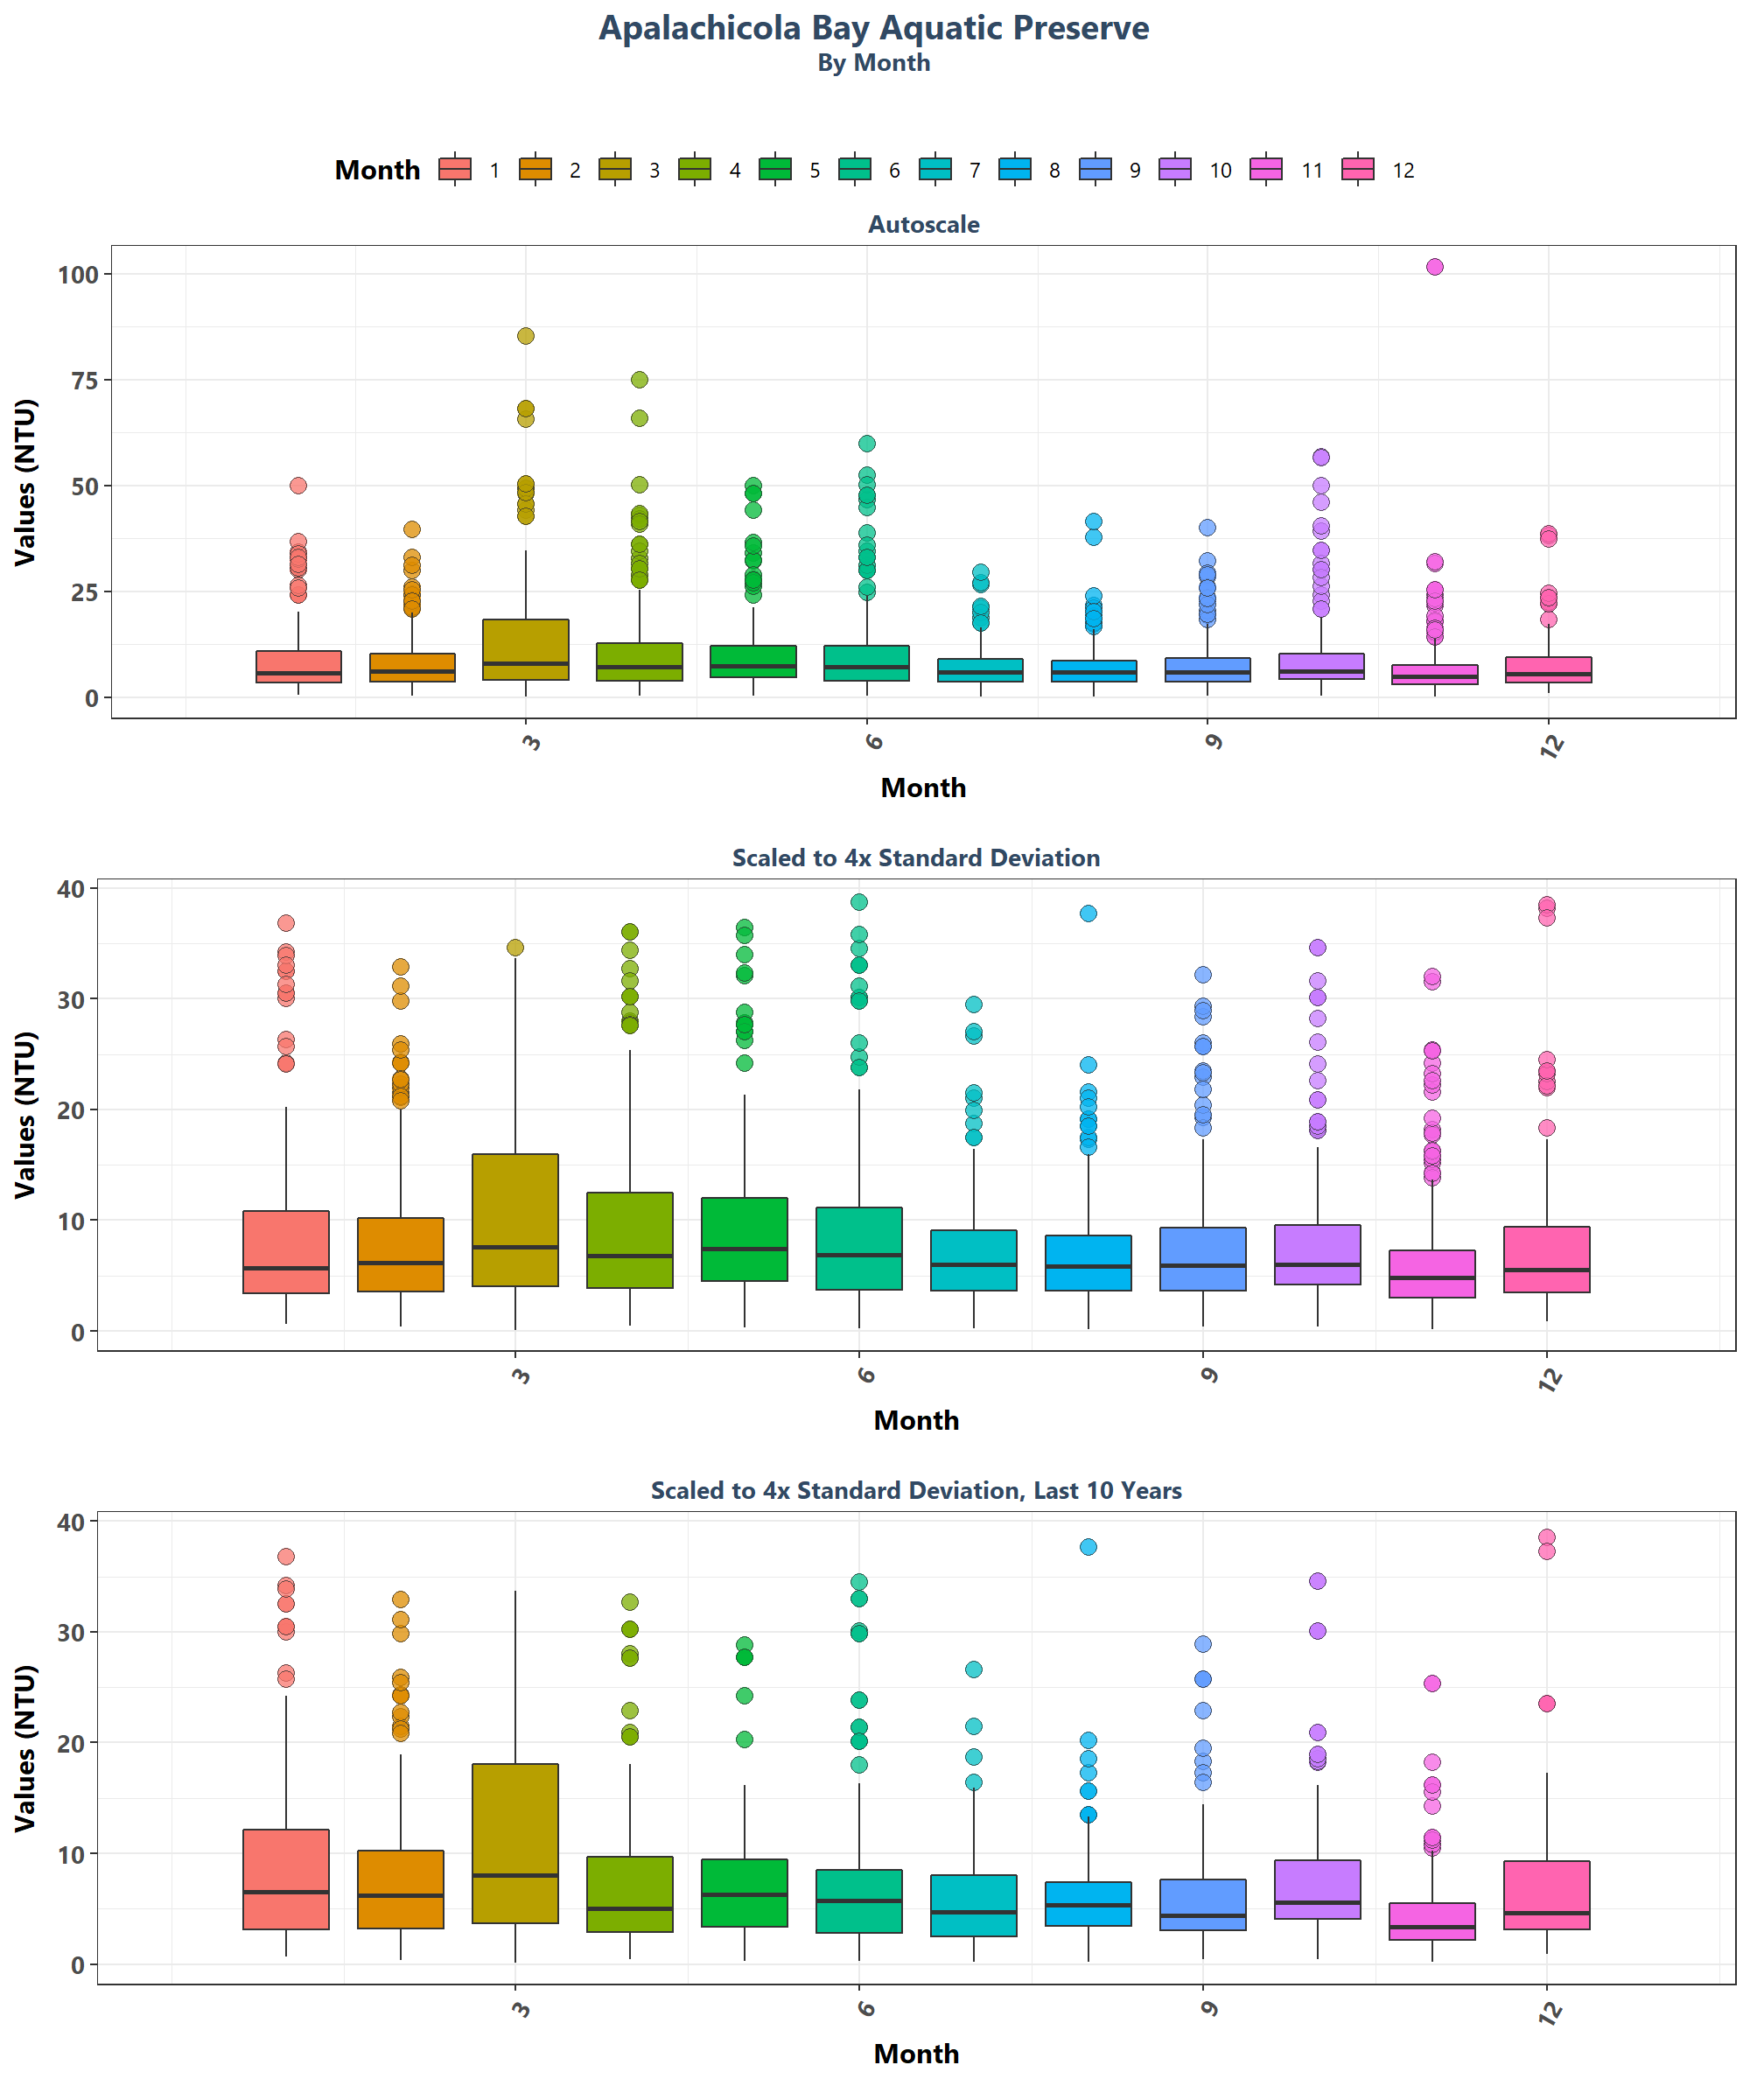 Apalachicola Bay Aquatic Preserve
By Month
Month 1 2 3 4 5 6 7 8 9 10 11 12
Autoscale
Values (NTU)
100
75
50
25
0
3 6 9 12
Month
Scaled to 4x Standard Deviation
Values (NTU)
40
30
20
10
0
3 6 9 12
Month
Scaled to 4x Standard Deviation, Last 10 Years
Values (NTU)
40
30
20
10
0
3 6 9 12
Month